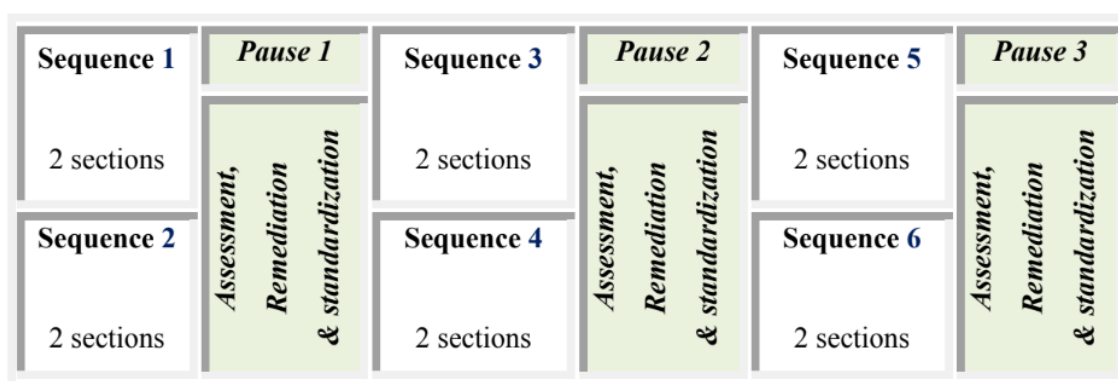 Sequence 1
2 sections
Sequence 2
2 sections
Pause 1
Assessment,
Remediation
& standardization
Sequence 3
2 sections
Sequence 4
2 sections
Pause 2
Assessment,
Remediation
& standardization
Sequence 5
2 sections
Sequence 6
2 sections
Pause 3
Assessment,
Remediation
& standardization